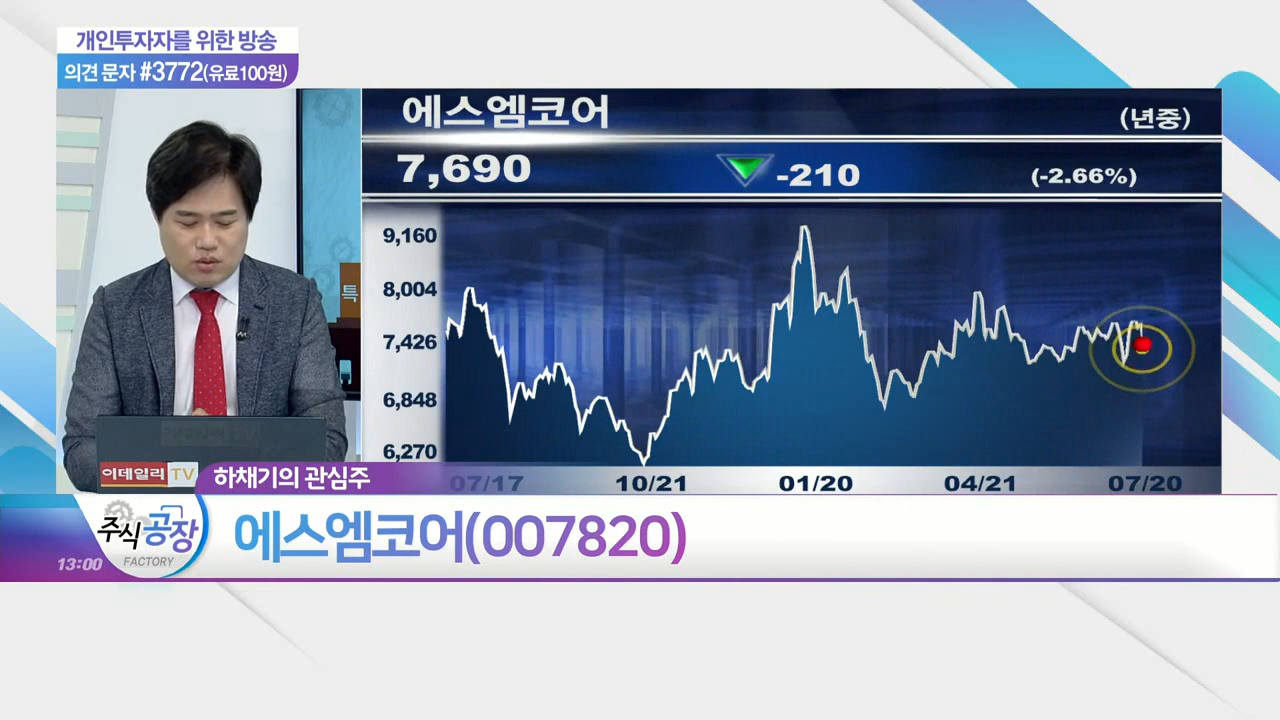 개인투자자를 위한 방송
의견 문자 #3772(유료100원)
에스엠코어
(년중)
7,690
-210
(-2.66%)
9,160
8,004
7,426
6,848
6,270
07/17
10/21
01/20
04/21
07/20
특
이데일리 TV
하채기의 관심주
주식공장
FACTORY
13:00
에스엠코어(007820)